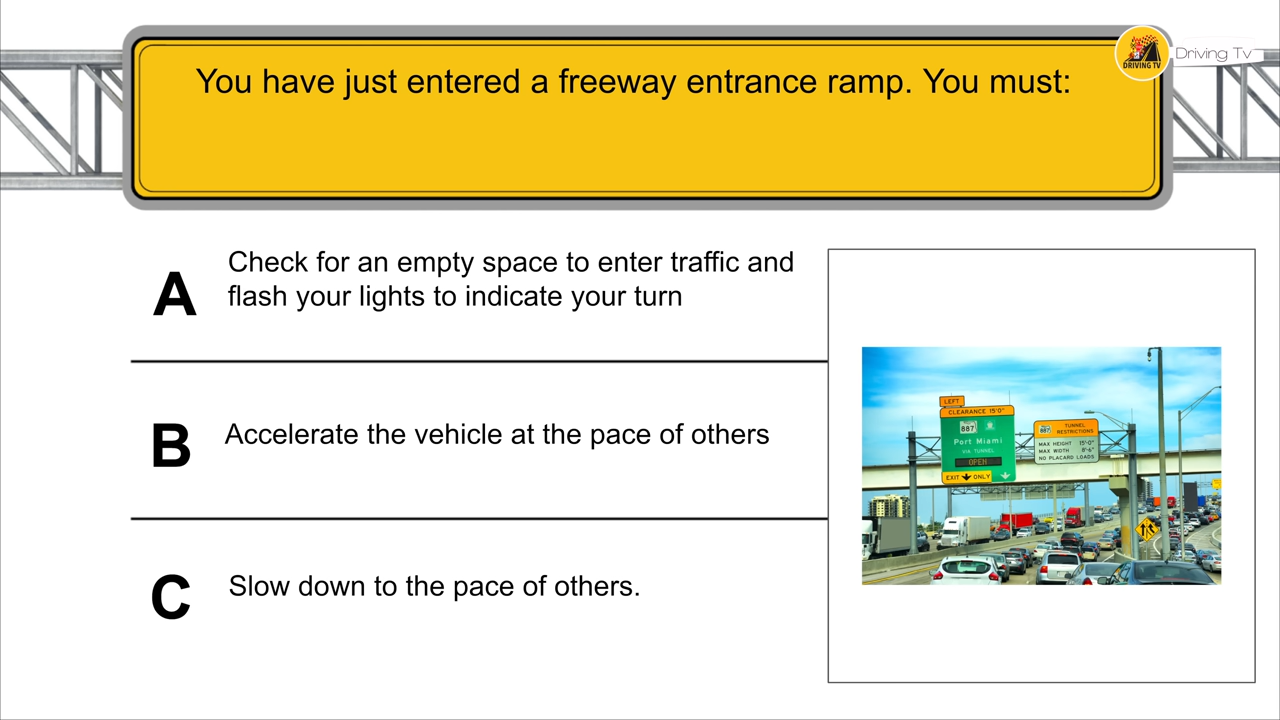 You have just entered a freeway entrance ramp. You must:
DRIVING TV
Driving Tv
A
Check for an empty space to enter traffic and
flash your lights to indicate your turn
B
Accelerate the vehicle at the pace of others
C
Slow down to the pace of others.
LEFT
CLEARANCE 15'0"
887
Port Miami
VIA TUNNEL
OPEN
EXIT ONLY
887
TUNNEL
RESTRICTIONS
MAX HEIGHT 15'-0"
MAX WIDTH 8'-6"
NO PLACARD LOADS